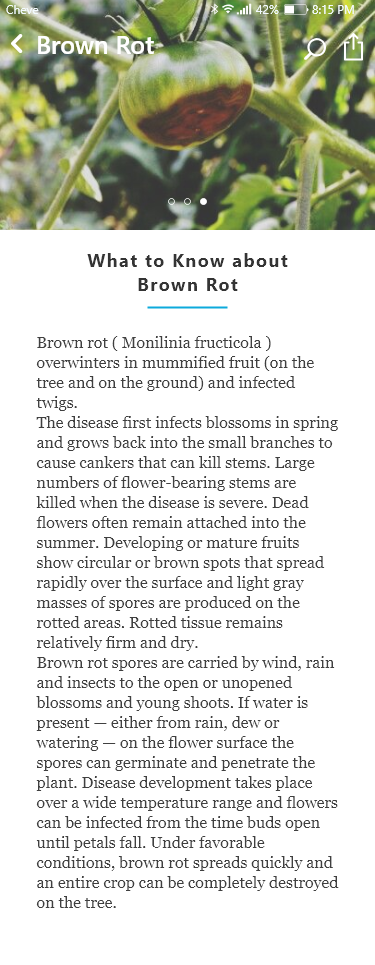 Cheve 42% 8:15 PM
Brown Rot
What to Know about
Brown Rot
Brown rot ( Monilinia fructicola )
overwinters in mummified fruit (on the
tree and on the ground) and infected
twigs.
The disease first infects blossoms in spring
and grows back into the small branches to
cause cankers that can kill stems. Large
numbers of flower-bearing stems are
killed when the disease is severe. Dead
flowers often remain attached into the
summer. Developing or mature fruits
show circular or brown spots that spread
rapidly over the surface and light gray
masses of spores are produced on the
rotted areas. Rotted tissue remains
relatively firm and dry.
Brown rot spores are carried by wind, rain
and insects to the open or unopened
blossoms and young shoots. If water is
present — either from rain, dew or
watering — on the flower surface the
spores can germinate and penetrate the
plant. Disease development takes place
over a wide temperature range and flowers
can be infected from the time buds open
until petals fall. Under favorable
conditions, brown rot spreads quickly and
an entire crop can be completely destroyed
on the tree.